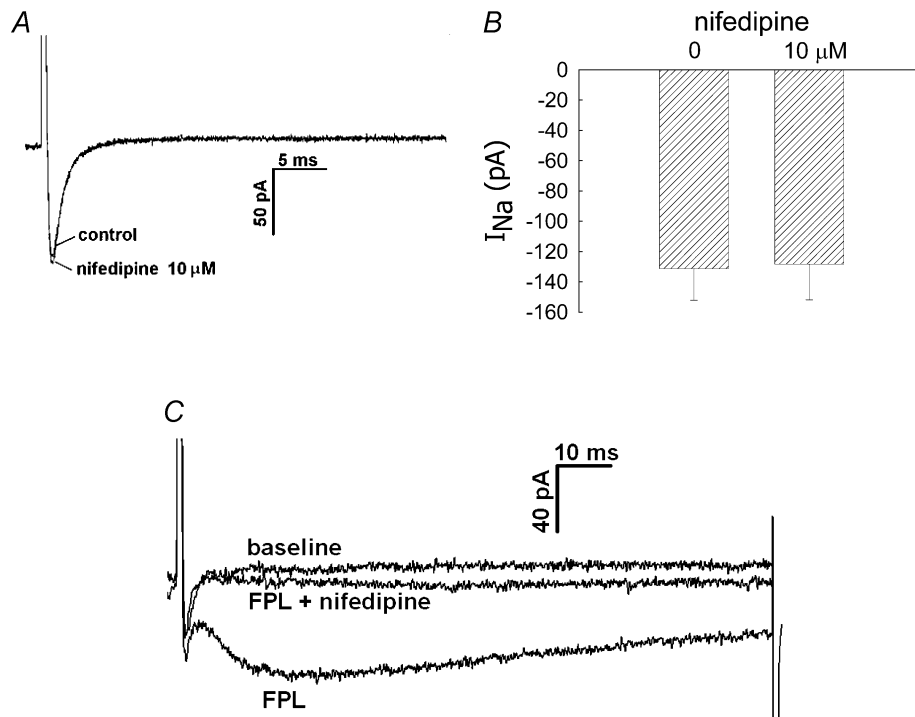 A
5 ms
50 pA
control
nifedipine 10 μM
B
nifedipine
0 10 μM
0
-20
-40
-60
-80
-100
-120
-140
-160
INa (pA)
C
10 ms
40 pA
baseline
FPL + nifedipine
FPL